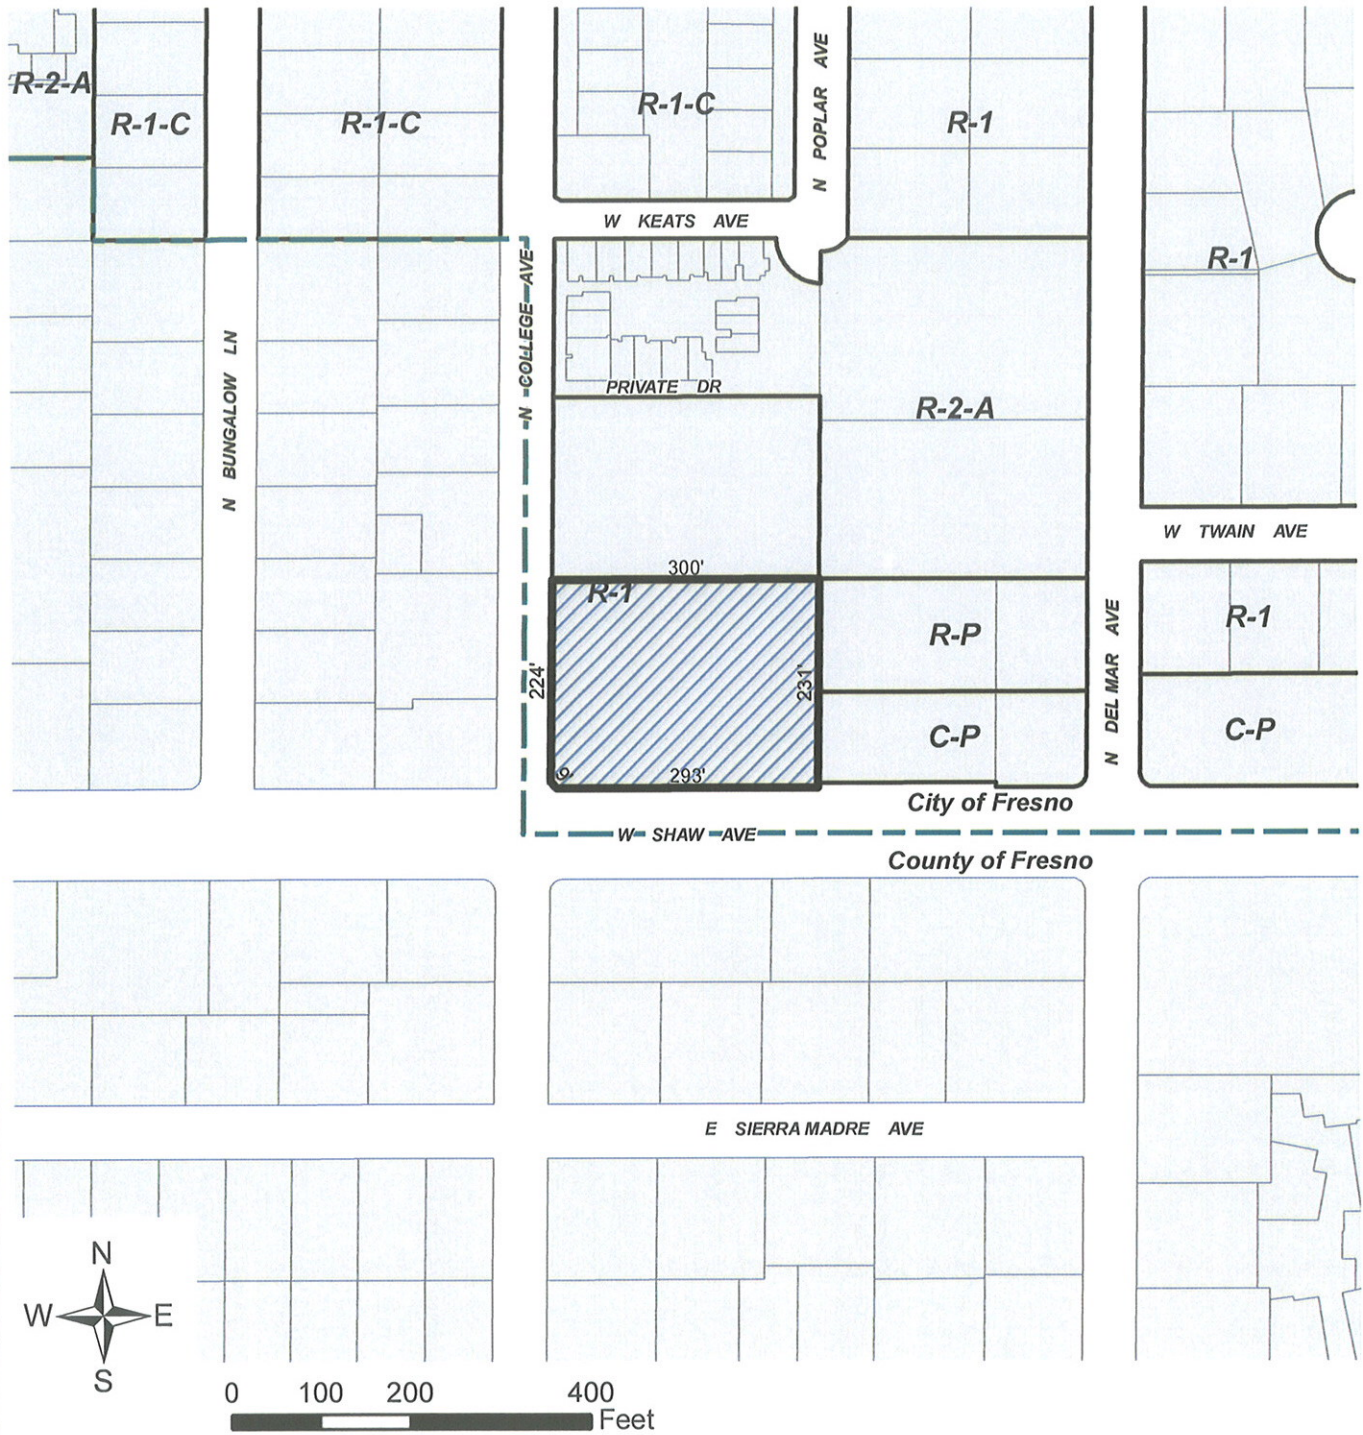 N POPLAR AVE
R-2-A
R-1-C
R-1-C
R-1-C
R-1
W KEATS AVE
R-1
N COLLEGE AVE
N BUNGALOW LN
PRIVATE DR
R-2-A
W TWAIN AVE
300'
R-1
R-P
R-1
N DEL MAR AVE
224'
231'
C-P
C-P
9'
293'
City of Fresno
W SHAW AVE
County of Fresno
E SIERRA MADRE AVE
N
W E
S
0 100 200 400
Feet